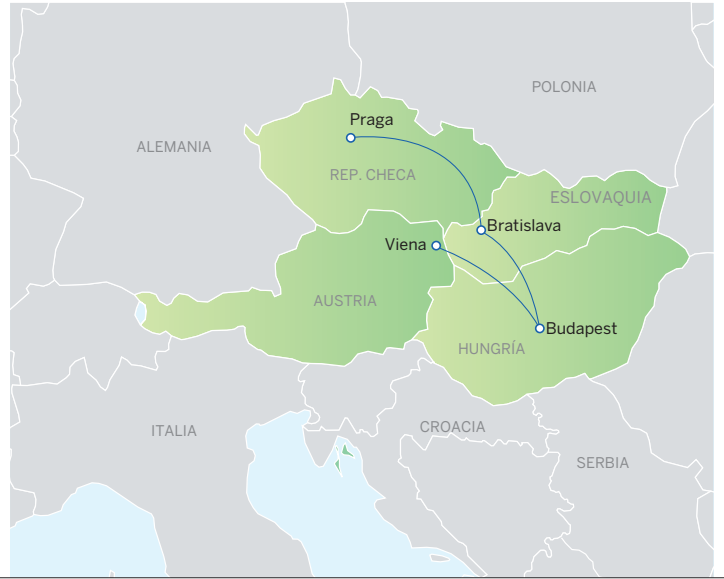 POLONIA
Praga
ALEMANIA
REP. CHECA
ESLOVAQUIA
Bratislava
Viena
AUSTRIA
Budapest
HUNGRÍA
CROACIA
ITALIA
SERBIA